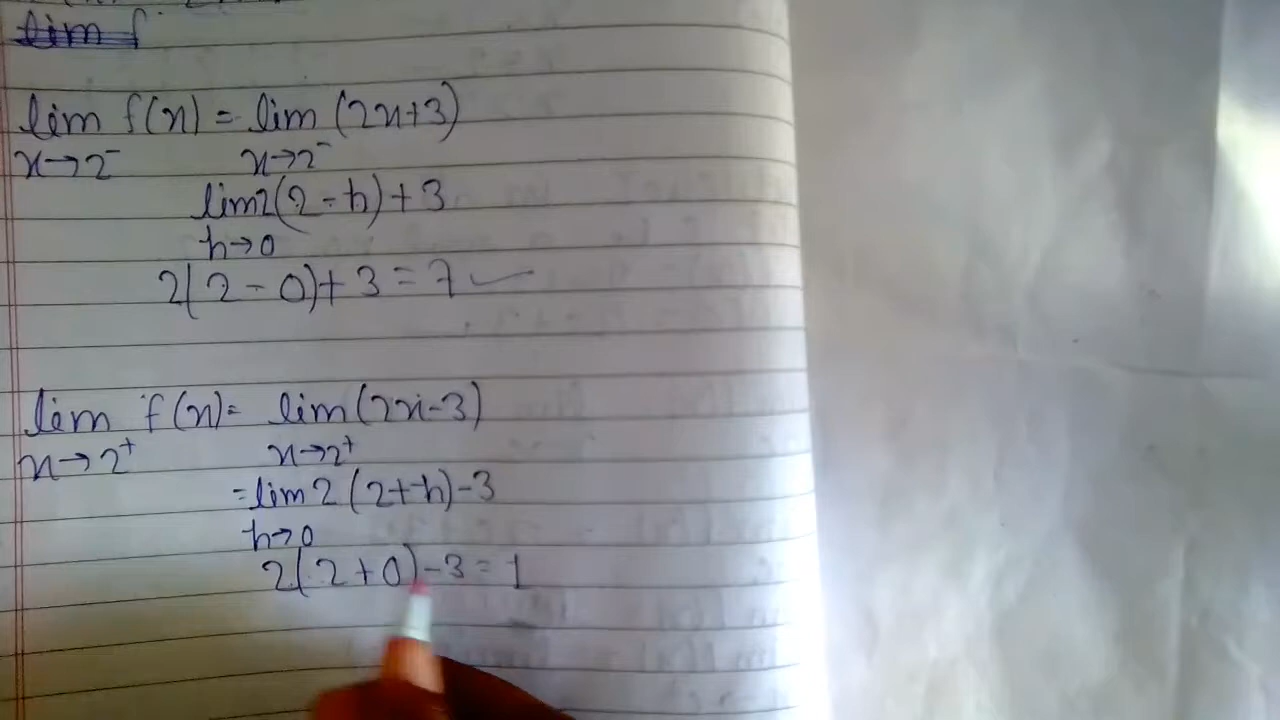 lim f
lim f(x) = lim (2x+3)
x→2⁻ x→2⁻
lim 2(2-h)+3
h→0
2(2-0)+3=7
lim f(x)= lim (2x-3)
x→2⁺ x→2⁺
=lim 2(2+h)-3
h→0
2(2+0)-3=1